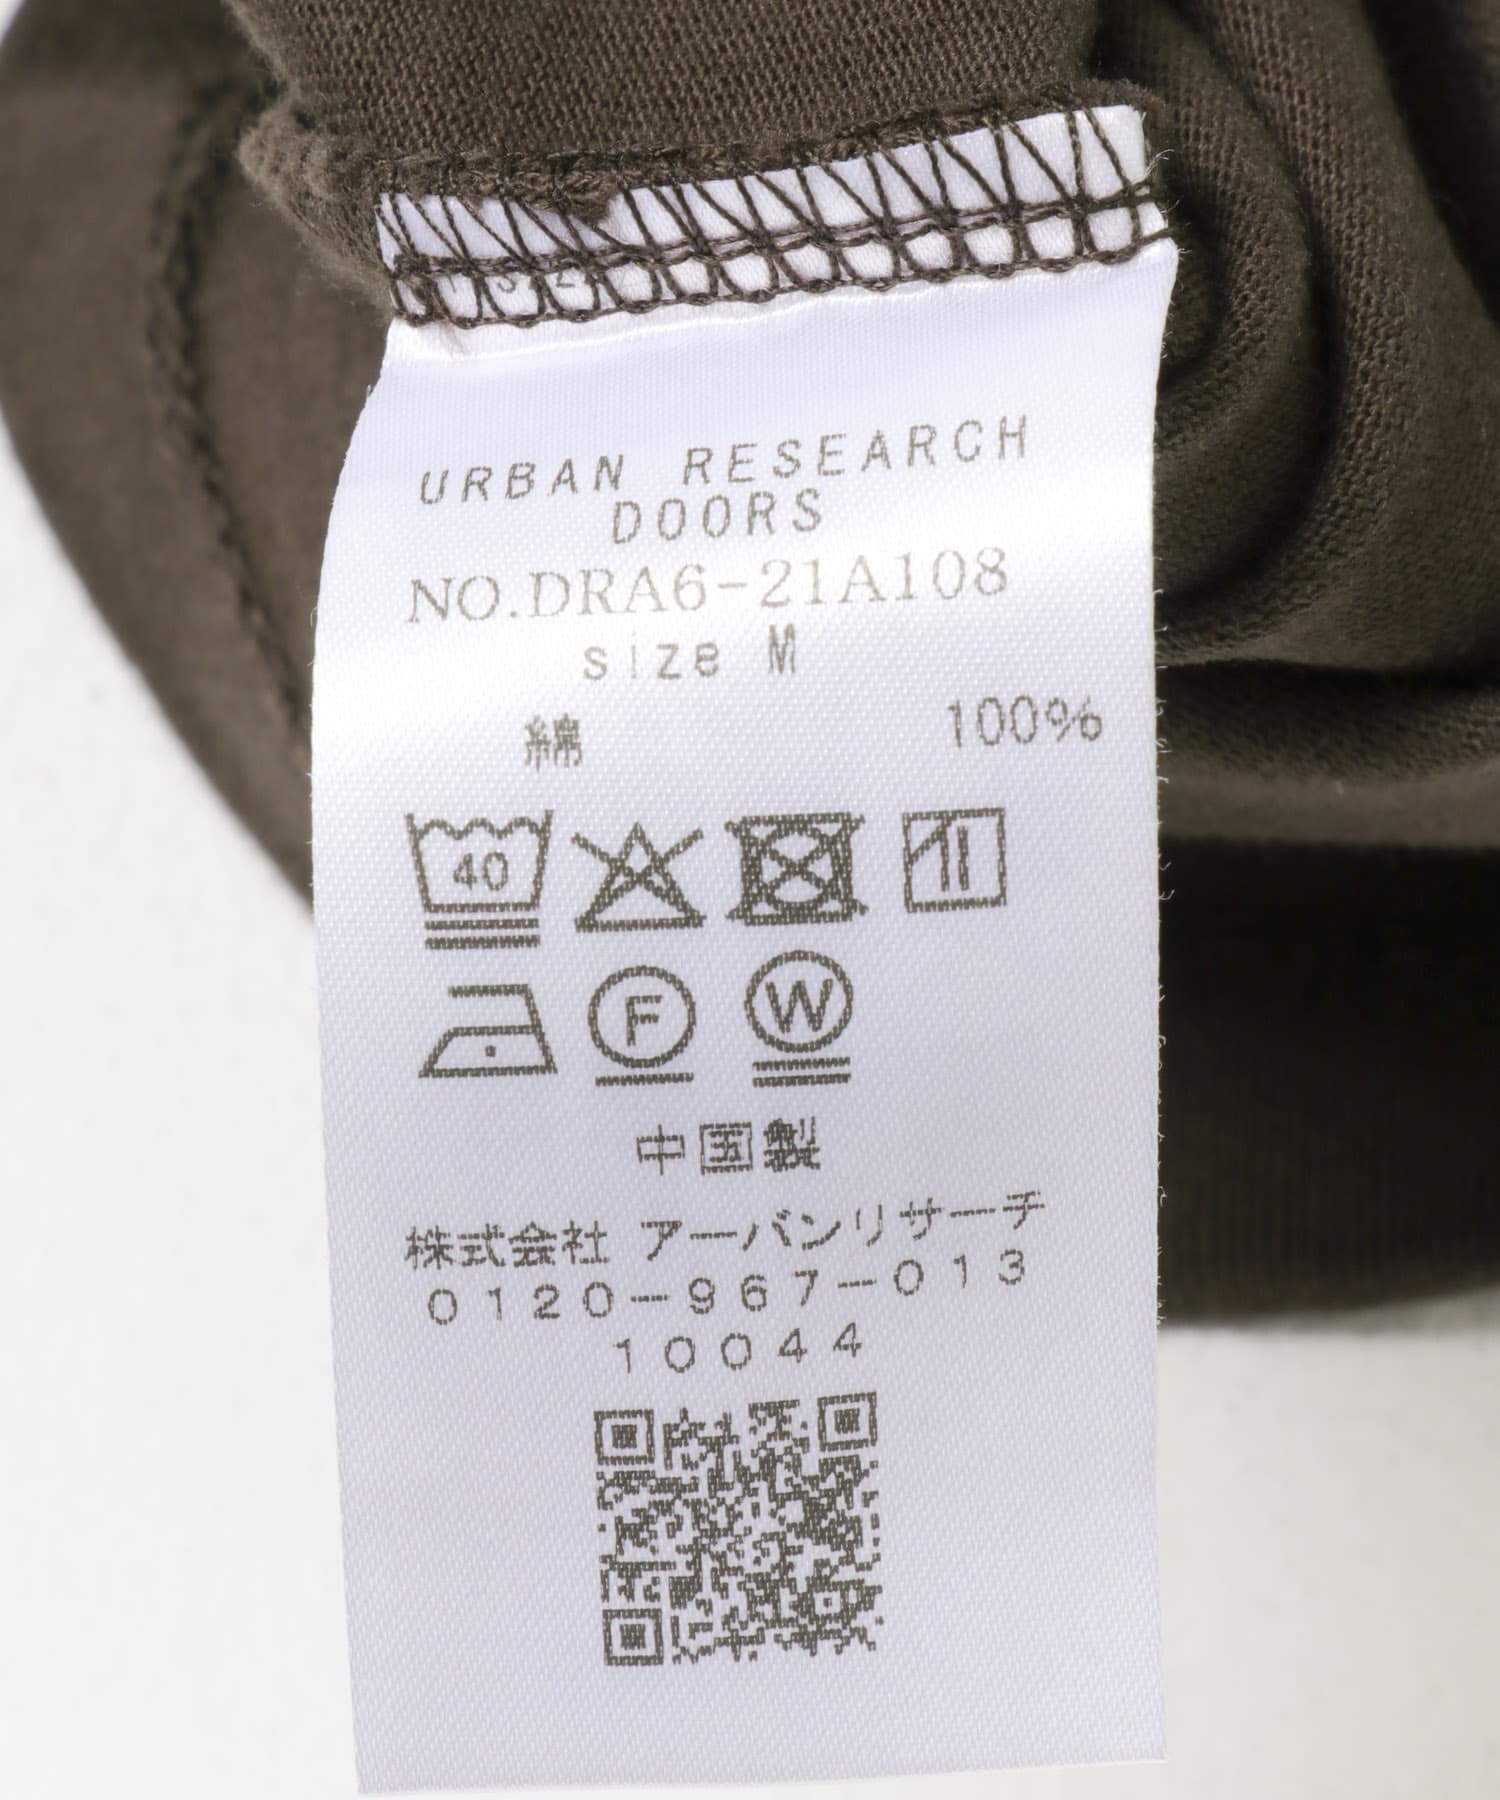 URBAN RESEARCH
DOORS
NO.DRA6-21A108
size M
綿 100%
40
F W
中国製
株式会社 アーバンリサーチ
0120-967-013
10044